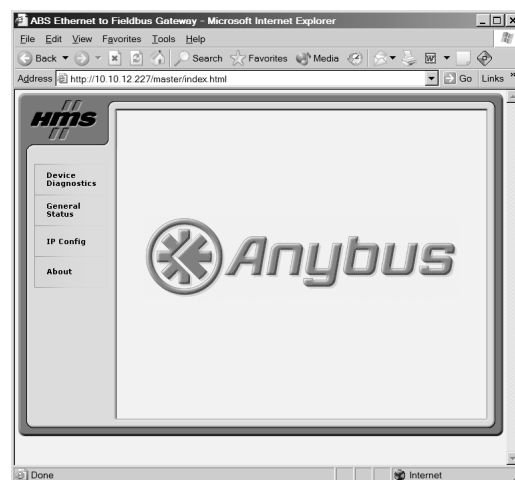 ABS Ethernet to Fieldbus Gateway - Microsoft Internet Explorer
File Edit View Favorites Tools Help
Back Search Favorites Media W
Address http://10.10.12.227/master/index.html Go Links »
HMS
Device
Diagnostics
General
Status
IP Config
About
Anybus
Done Internet